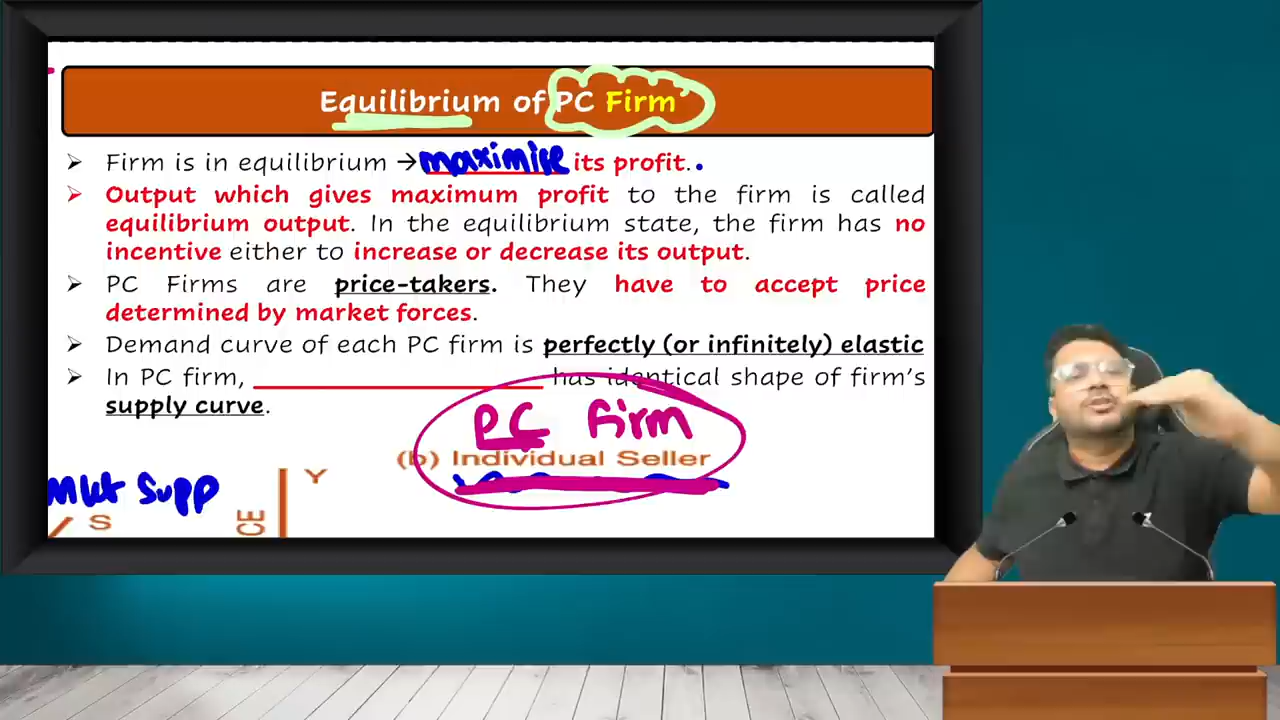 Equilibrium of PC Firm
➢ Firm is in equilibrium → maximise its profit.
➢ Output which gives maximum profit to the firm is called
equilibrium output. In the equilibrium state, the firm has no
incentive either to increase or decrease its output.
➢ PC Firms are price-takers. They have to accept price
determined by market forces.
➢ Demand curve of each PC firm is perfectly (or infinitely) elastic
➢ In PC firm, ____________________ has identical shape of firm's
supply curve.
PC firm
(b) Individual Seller
Mkt Supp
Y
S
CE